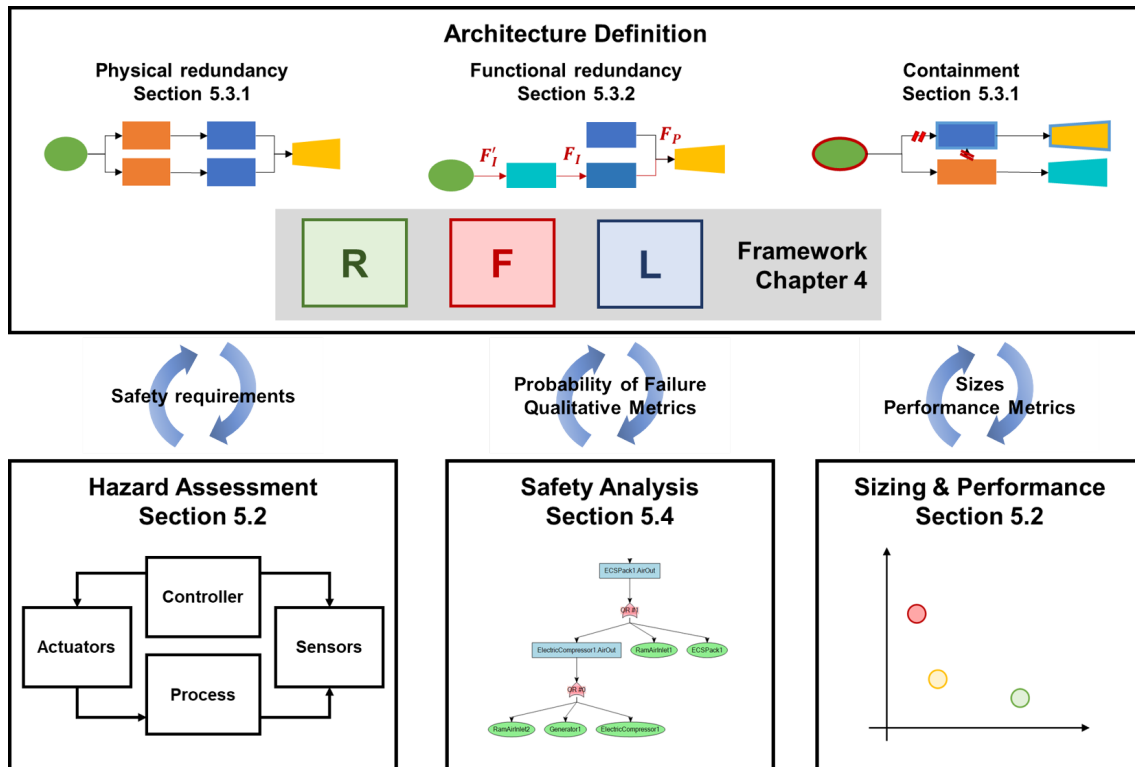 Architecture Definition
Physical redundancy
Section 5.3.1
Functional redundancy
Section 5.3.2
Containment
Section 5.3.1
F'_I
F_I
F_P
R
F
L
Framework
Chapter 4
Safety requirements
Probability of Failure
Qualitative Metrics
Sizes
Performance Metrics
Hazard Assessment
Section 5.2
Controller
Actuators
Sensors
Process
Safety Analysis
Section 5.4
ECSPack1.AirOut
OR #1
ElectricCompressor1.AirOut
RamAirInlet1
ECSPack1
OR #0
RamAirInlet2
Generator1
ElectricCompressor1
Sizing & Performance
Section 5.2